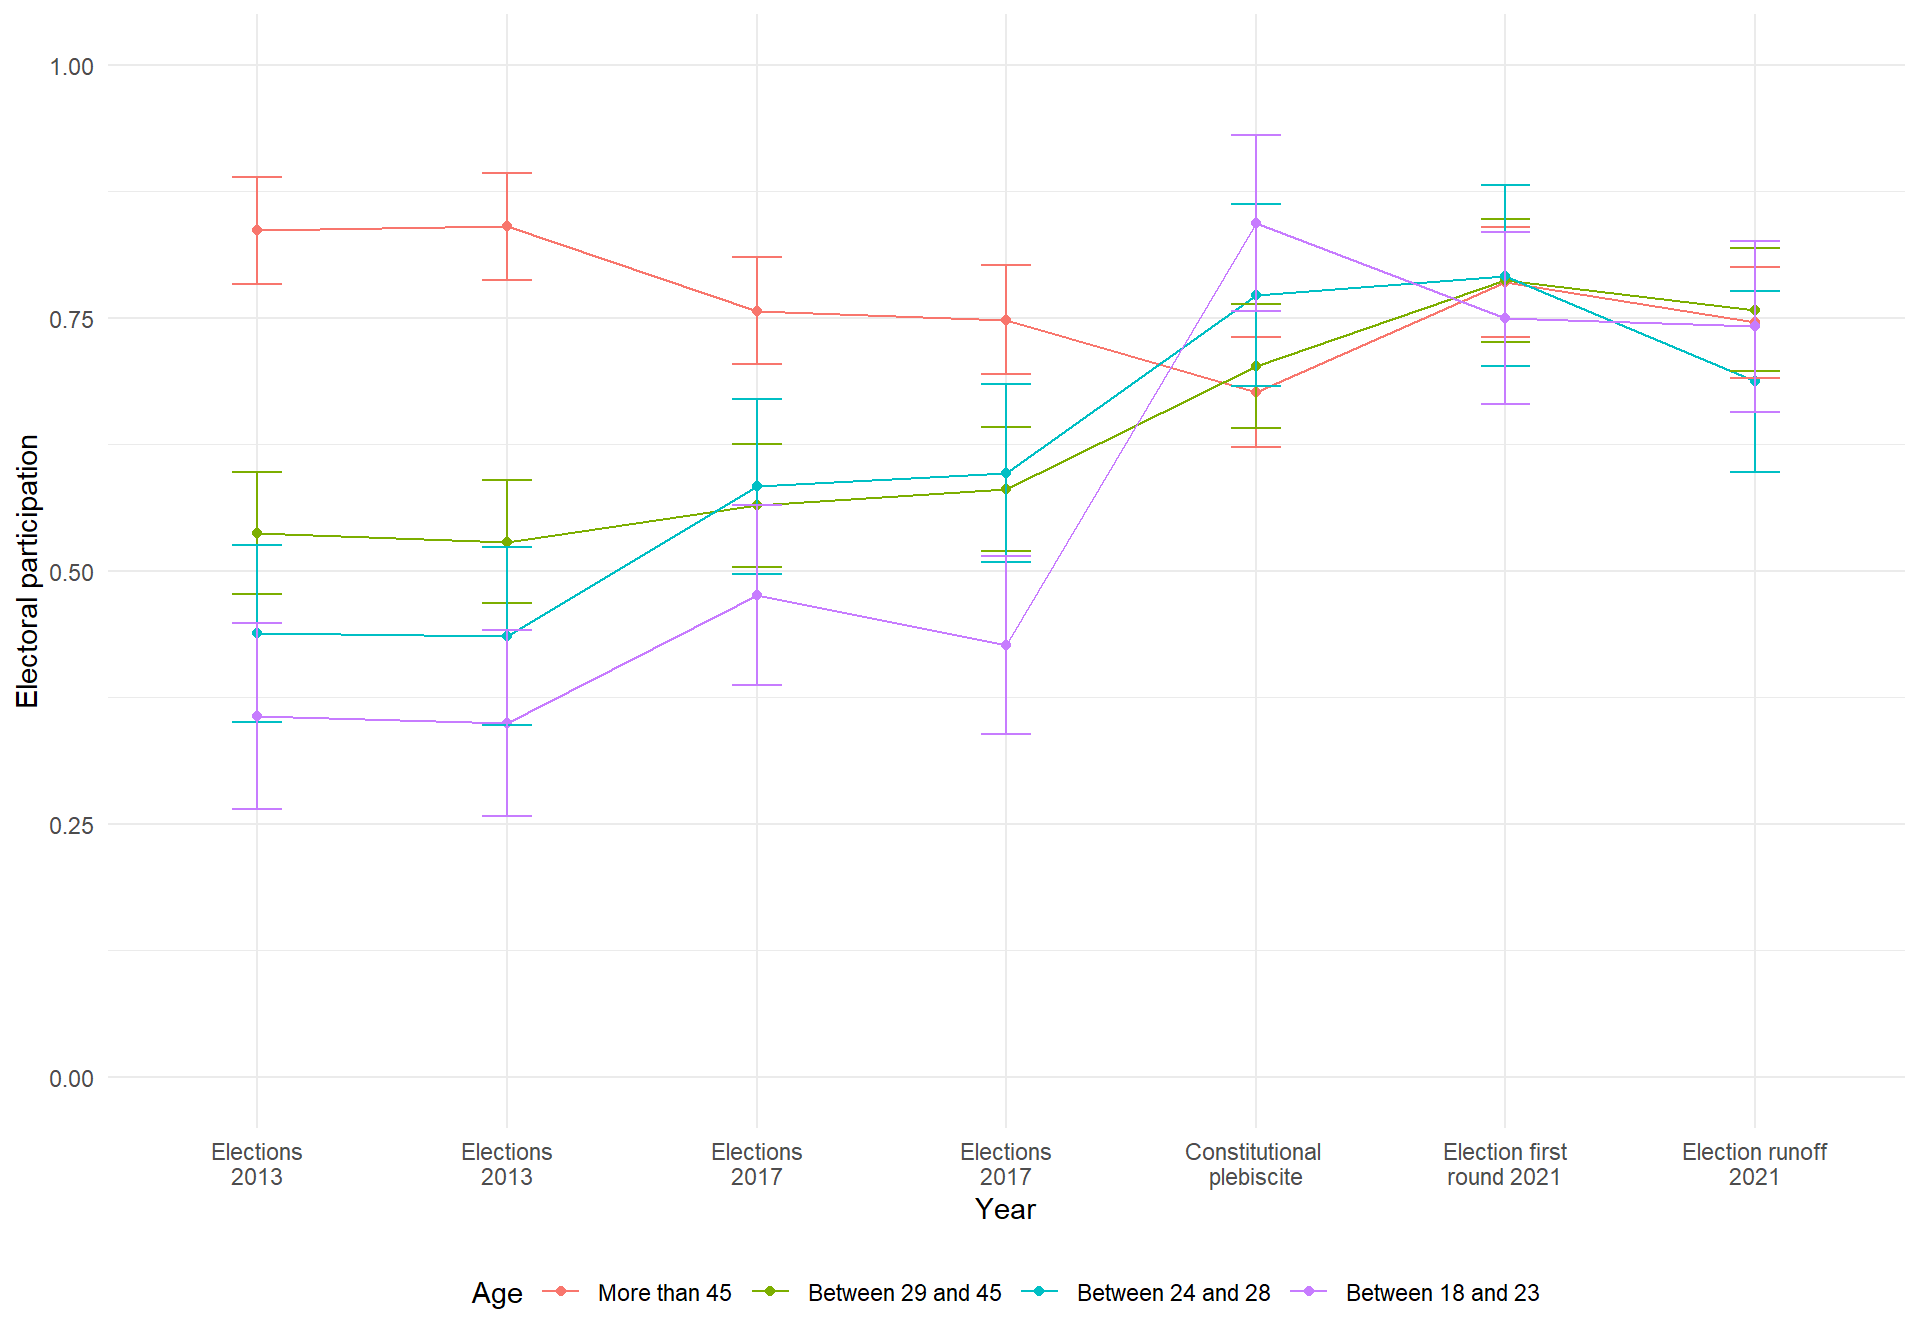 1.00
0.75
0.50
0.25
0.00
Electoral participation
Elections
2013
Elections
2013
Elections
2017
Elections
2017
Constitutional
plebiscite
Election first
round 2021
Election runoff
2021
Year
Age
More than 45
Between 29 and 45
Between 24 and 28
Between 18 and 23